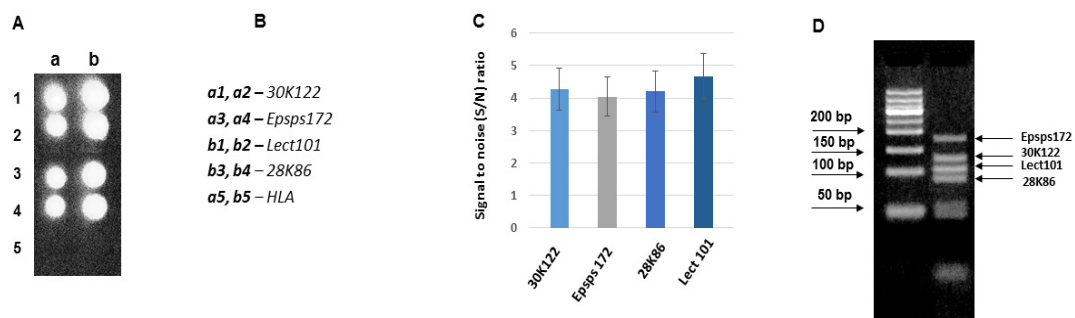 A
a b
1
2
3
4
5
B
a1, a2 – 30K122
a3, a4 – Epsps172
b1, b2 – Lect101
b3, b4 – 28K86
a5, b5 – HLA
C
Signal to noise (S/N) ratio
6
5
4
3
2
1
0
30K122
Epsps 172
28K86
Lect 101
D
200 bp
150 bp
100 bp
50 bp
Epsps172
30K122
Lect101
28K86